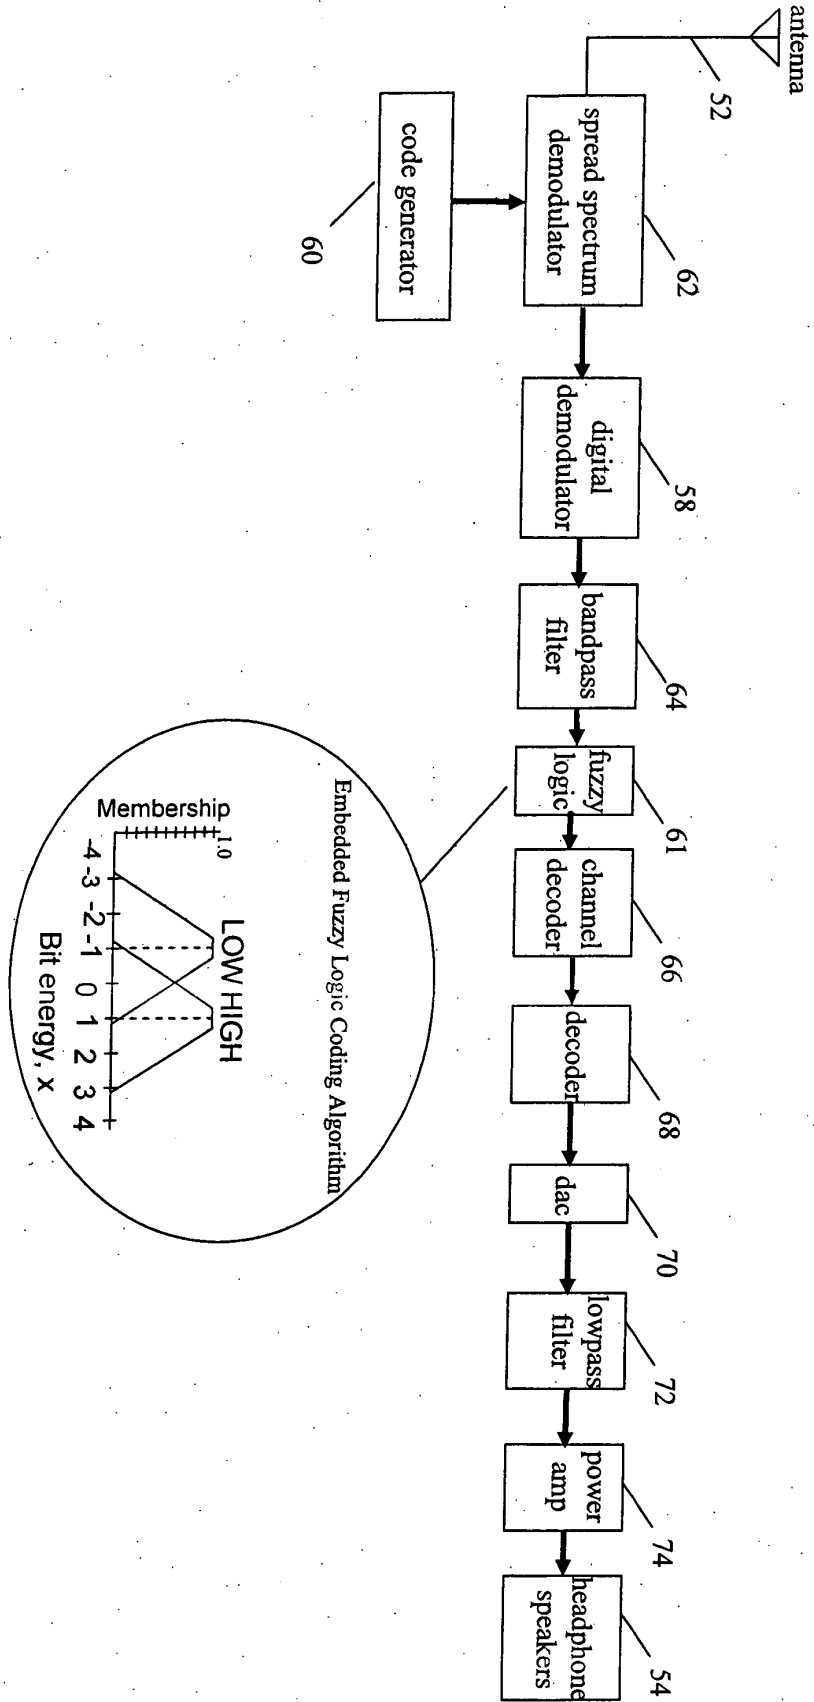 antenna
52
spread spectrum
demodulator
62
code generator
60
digital
demodulator
58
bandpass
filter
64
fuzzy
logic
61
channel
decoder
66
decoder
68
dac
70
lowpass
filter
72
power
amp
74
headphone
speakers
54
Embedded Fuzzy Logic Coding Algorithm
LOW HIGH
1.0
Membership
-4 -3 -2 -1 0 1 2 3 4
Bit energy, x